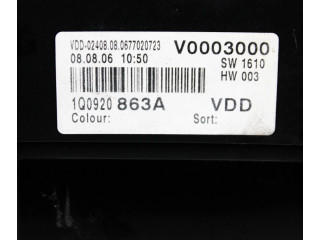 VDD-02408.08.0677020723 V0003000
08.08.06 10:50 SW 1610
HW 003
1Q0920 863A VDD
Colour: Sort: